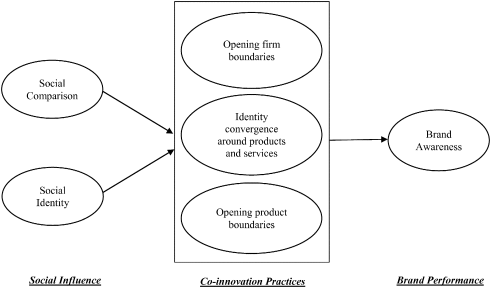 Social
Comparison
Social
Identity
Opening firm
boundaries
Identity
convergence
around products
and services
Opening product
boundaries
Brand
Awareness
Social Influence
Co-innovation Practices
Brand Performance